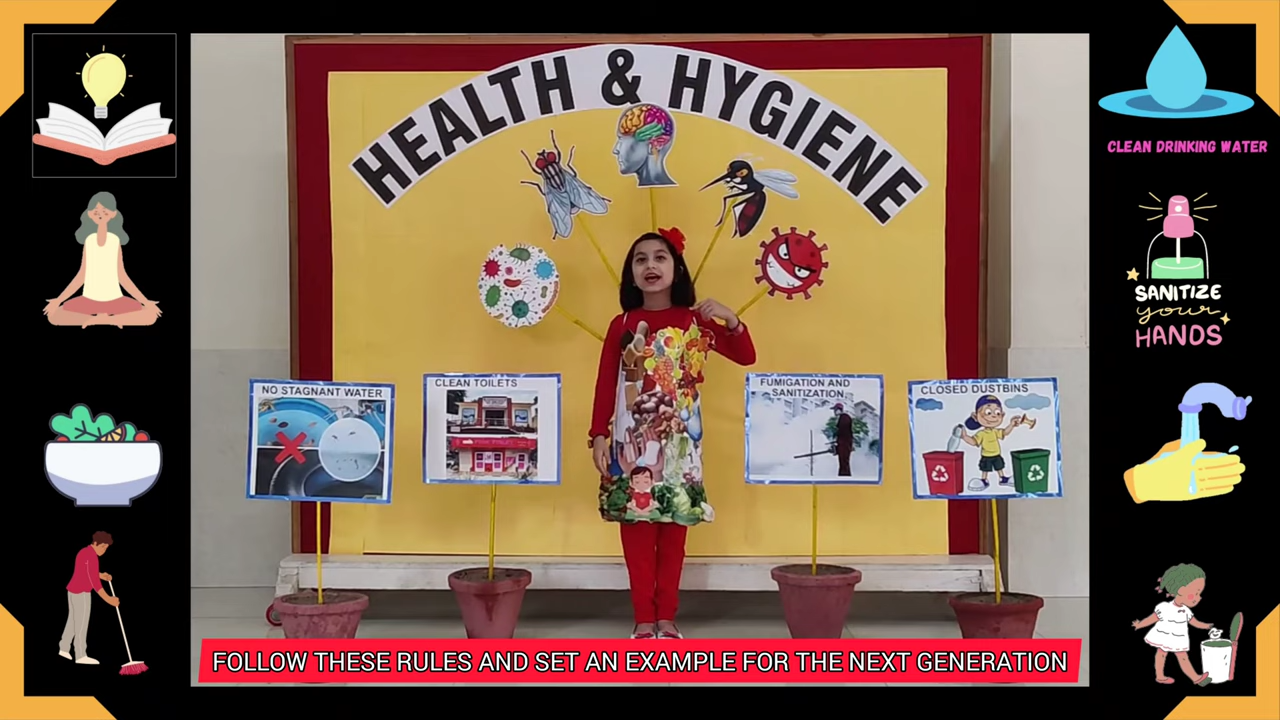 HEALTH & HYGIENE
CLEAN DRINKING WATER
SANITIZE
your
HANDS
NO STAGNANT WATER
CLEAN TOILETS
FUMIGATION AND
SANITIZATION
CLOSED DUSTBINS
FOLLOW THESE RULES AND SET AN EXAMPLE FOR THE NEXT GENERATION